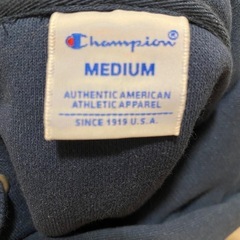 Champion
MEDIUM
AUTHENTIC AMERICAN
ATHLETIC APPAREL
SINCE 1919 U.S.A.